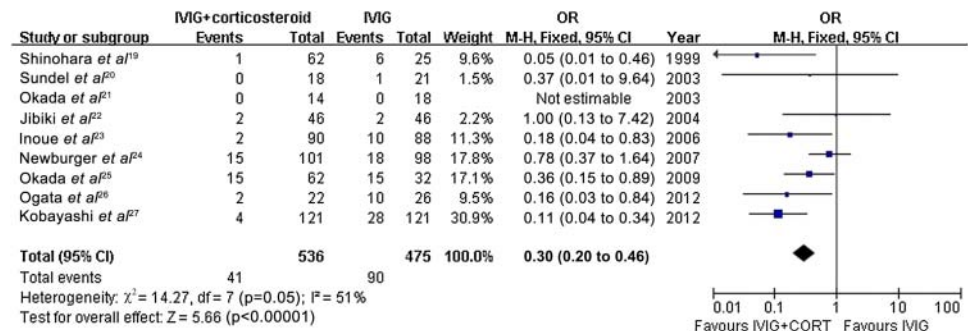 IVIG+corticosteroid IVIG OR OR
Study or subgroup Events Total Events Total Weight M-H, Fixed, 95% CI Year M-H, Fixed, 95% CI
Shinohara et al¹⁹ 1 62 6 25 9.6% 0.05 (0.01 to 0.46) 1999
Sundel et al²⁰ 0 18 1 21 1.5% 0.37 (0.01 to 9.64) 2003
Okada et al²¹ 0 14 0 18 Not estimable 2003
Jibiki et al²² 2 46 2 46 2.2% 1.00 (0.13 to 7.42) 2004
Inoue et al²³ 2 90 10 88 11.3% 0.18 (0.04 to 0.83) 2006
Newburger et al²⁴ 15 101 18 98 17.8% 0.78 (0.37 to 1.64) 2007
Okada et al²⁵ 15 62 15 32 17.1% 0.36 (0.15 to 0.89) 2009
Ogata et al²⁶ 2 22 10 26 9.5% 0.16 (0.03 to 0.84) 2012
Kobayashi et al²⁷ 4 121 28 121 30.9% 0.11 (0.04 to 0.34) 2012
Total (95% CI) 536 475 100.0% 0.30 (0.20 to 0.46)
Total events 41 90
Heterogeneity: χ² = 14.27, df = 7 (p=0.05); I² = 51%
Test for overall effect: Z = 5.66 (p<0.00001)
0.01 0.1 1 10 100
Favours IVIG+CORT Favours IVIG